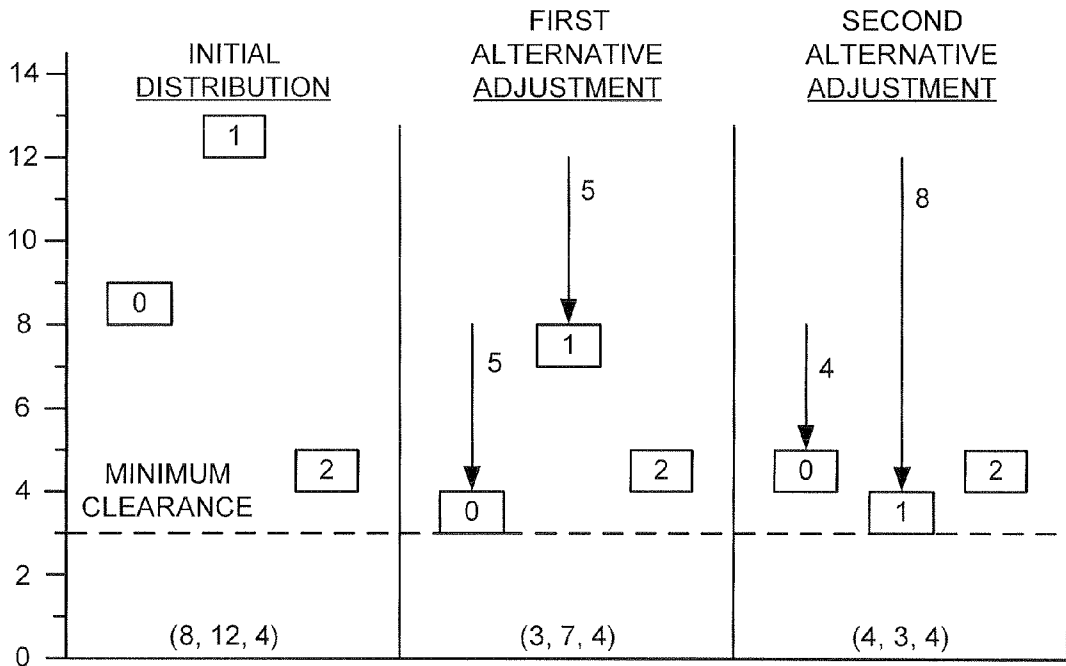 INITIAL
DISTRIBUTION
FIRST
ALTERNATIVE
ADJUSTMENT
SECOND
ALTERNATIVE
ADJUSTMENT
14
12
10
8
6
4
2
0
1
0
2
MINIMUM
CLEARANCE
(8, 12, 4)
5
5
1
2
0
(3, 7, 4)
8
4
0
2
1
(4, 3, 4)